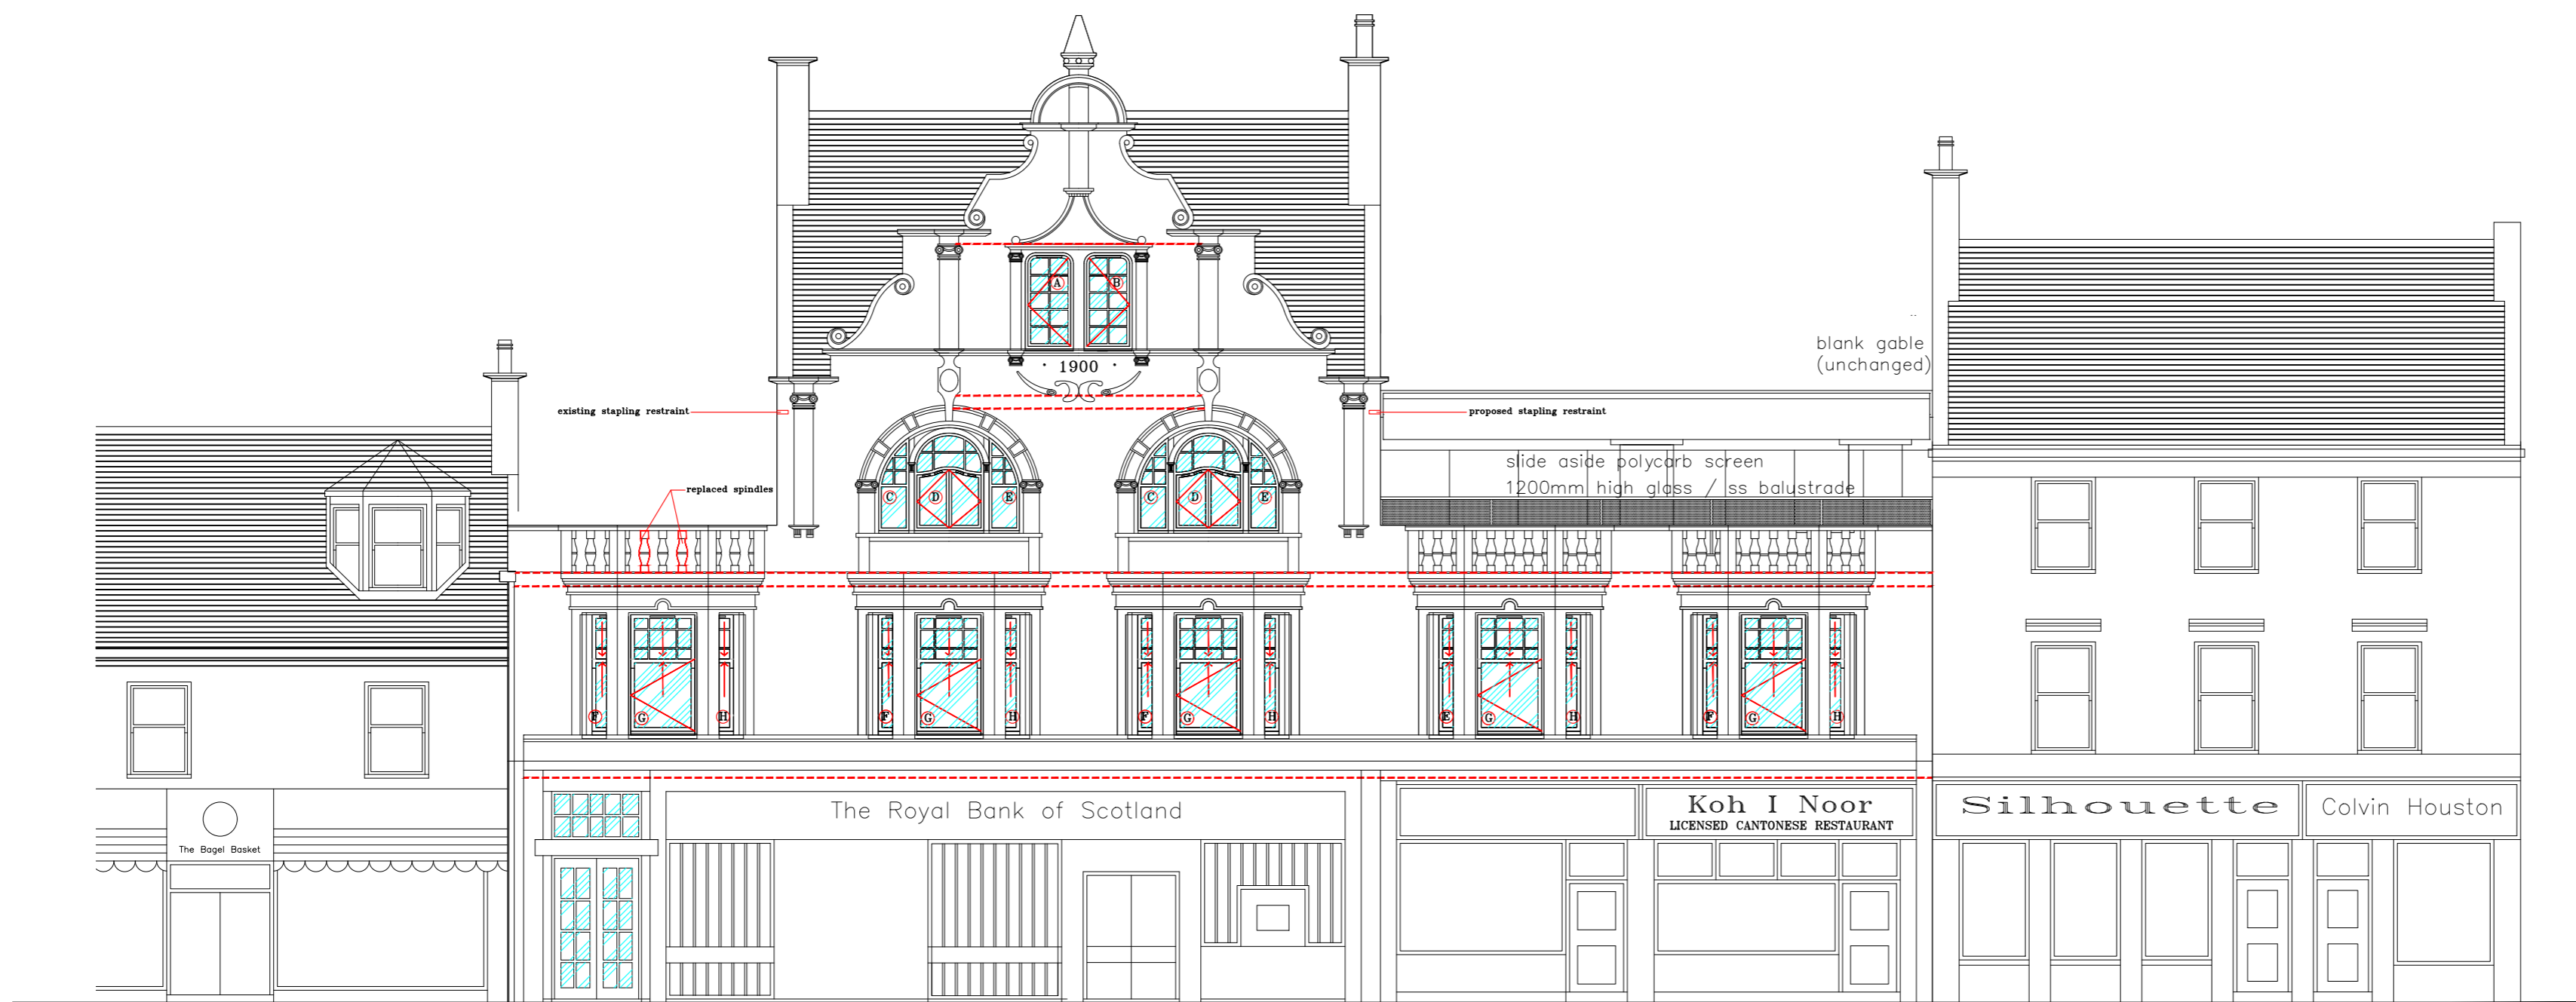 A
B
blank gable
(unchanged)
· 1900 ·
existing stapling restraint
proposed stapling restraint
slide aside polycarb screen
1200mm high glass / ss balustrade
replaced spindles
C
D
E
C
D
E
F
G
H
F
G
H
F
G
H
E
G
H
F
G
H
The Royal Bank of Scotland
Koh I Noor
LICENSED CANTONESE RESTAURANT
Silhouette
Colvin Houston
The Bagel Basket